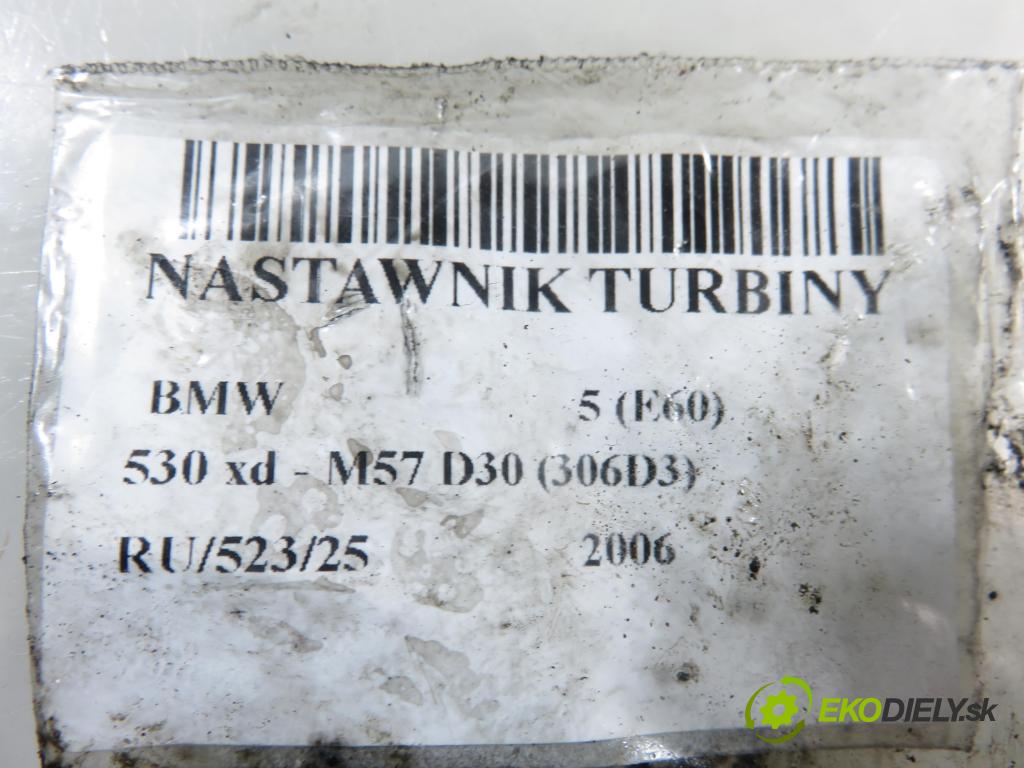 NASTAWNIK TURBINY
BMW 5 (E60)
530 xd - M57 D30 (306D3)
RU/523/25 2006
EKODIELY.sk